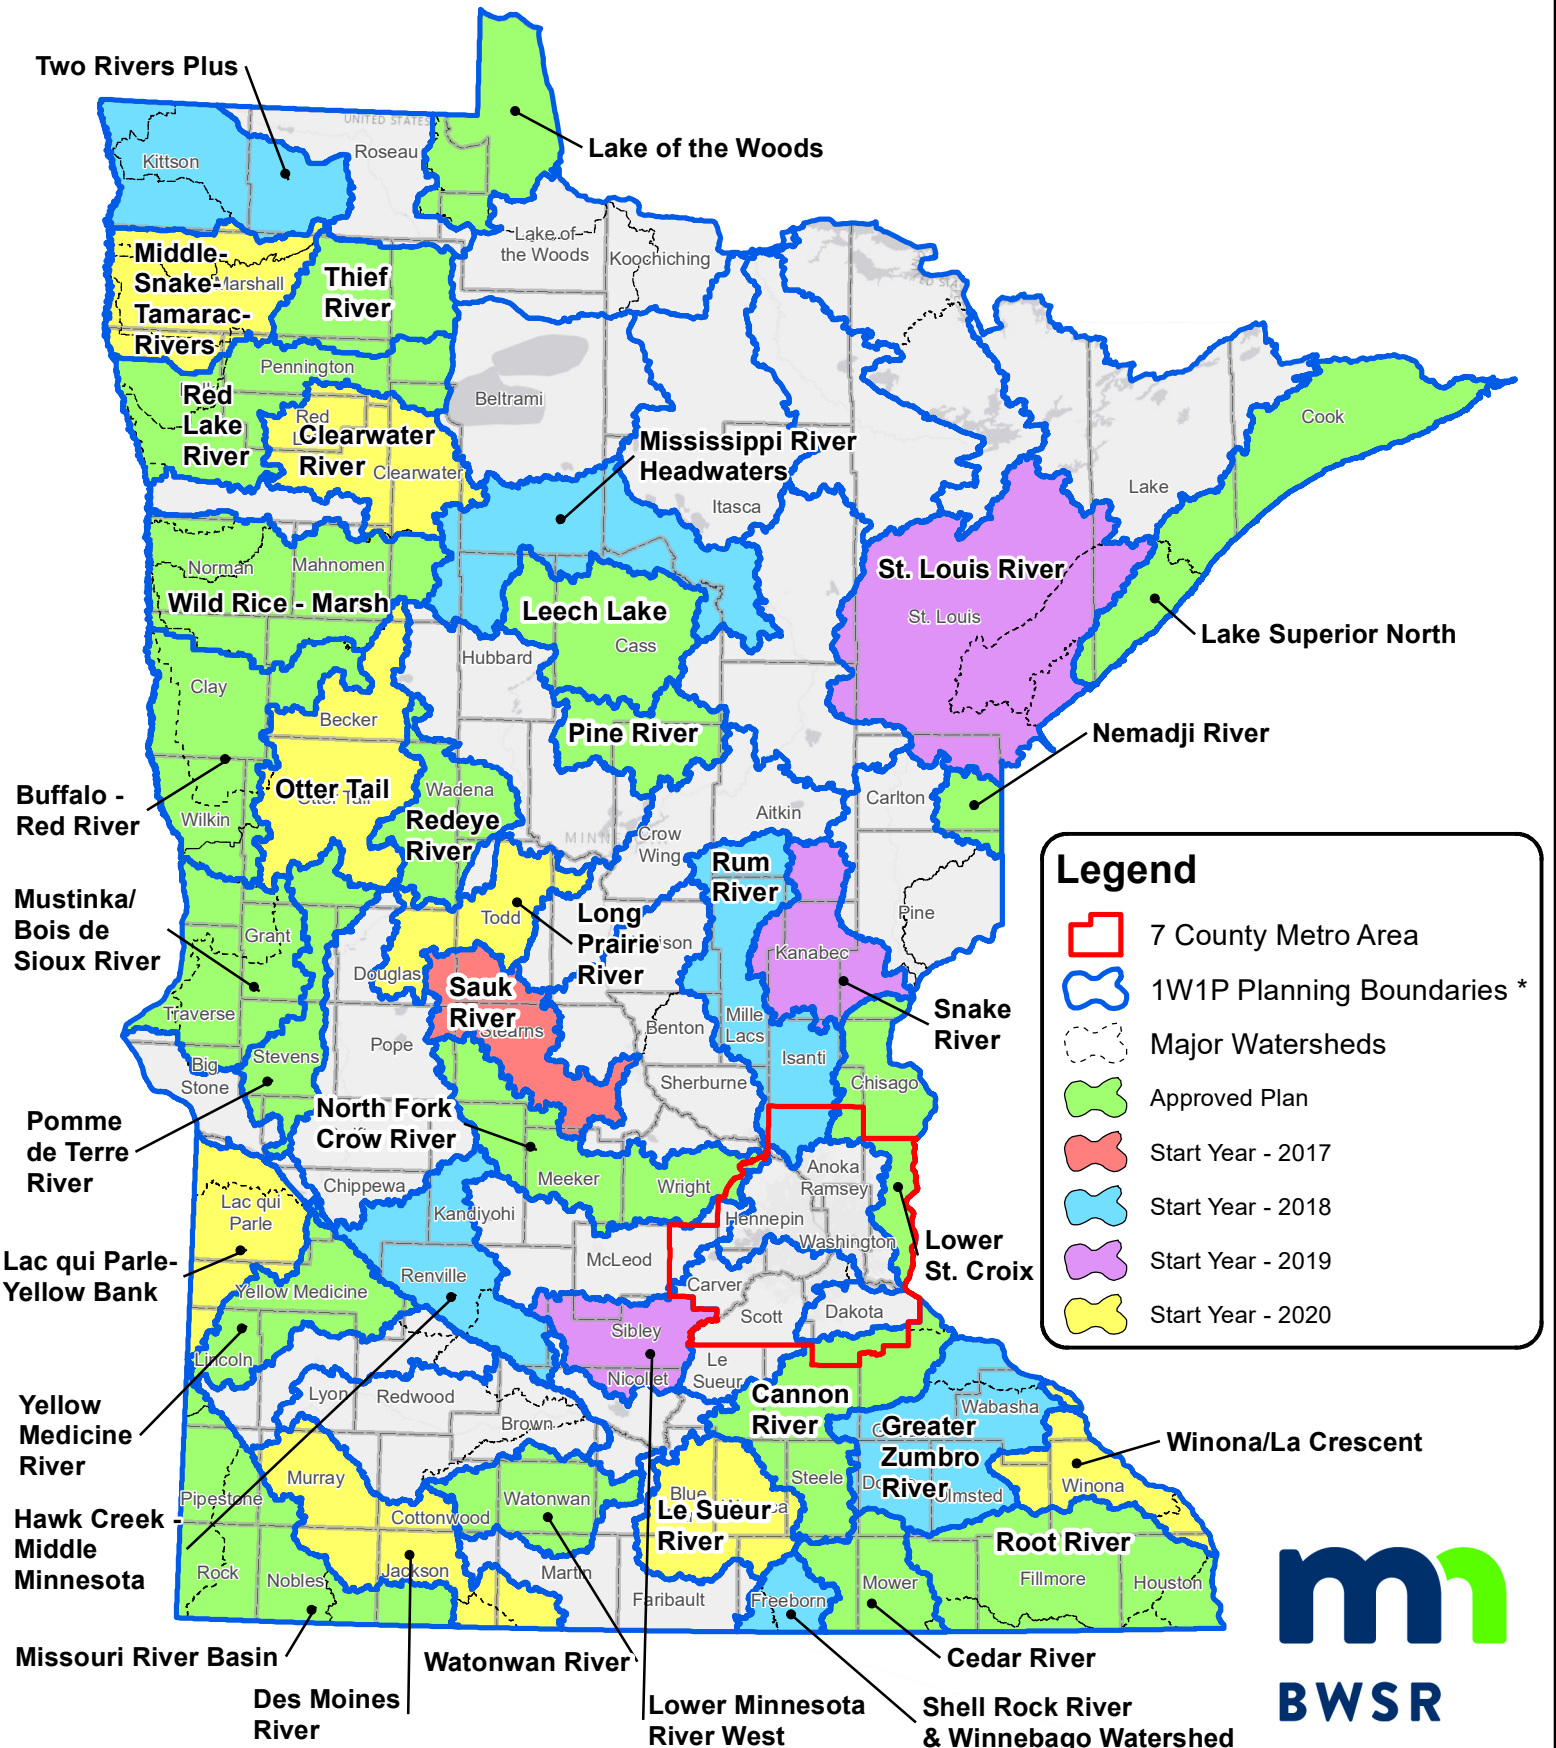 Two Rivers Plus
UNITED STATES
Kittson
Roseau
Lake of the Woods
Lake of
the Woods
Koochiching
Middle-
Snake-
Tamarac-
Rivers
Marshall
Thief
River
Pennington
Beltrami
Cook
Red
Lake
River
Red
Clearwater
River
Clearwater
Mississippi River
Headwaters
Itasca
Lake
Norman
Mahnomen
Wild Rice - Marsh
Leech Lake
Cass
St. Louis River
St. Louis
Lake Superior North
Hubbard
Clay
Becker
Pine River
Nemadji River
Otter Tail
Wadena
Redeye
River
Buffalo -
Red River
Wilkin
Aitkin
Carlton
Crow
Wing
Rum
River
Mustinka/
Bois de
Sioux River
Grant
Todd
Long
Prairie
River
Douglas
Kanabec
Pine
Sauk
River
Stearns
Snake
River
Traverse
Mille
Lacs
Benton
Isanti
Pope
Stevens
Big
Stone
Sherburne
Chisago
Pomme
de Terre
River
North Fork
Crow River
Meeker
Wright
Anoka
Ramsey
Hennepin
Washington
Lower
St. Croix
Chippewa
Kandiyohi
Lac qui
Parle
Lac qui Parle-
Yellow Bank
McLeod
Carver
Scott
Dakota
Renville
Yellow Medicine
Sibley
Nicollet
Le
Sueur
Lincoln
Lyon
Redwood
Brown
Yellow
Medicine
River
Cannon
River
Wabasha
Greater
Zumbro
River
Olmsted
Winona/La Crescent
Winona
Murray
Pipestone
Cottonwood
Watonwan
Blue
Le Sueur
River
Steele
Hawk Creek -
Middle
Minnesota
Root River
Rock
Nobles
Jackson
Martin
Faribault
Freeborn
Mower
Fillmore
Houston
Missouri River Basin
Des Moines
River
Watonwan River
Lower Minnesota
River West
Cedar River
Shell Rock River
& Winnebago Watershed
Legend
7 County Metro Area
1W1P Planning Boundaries *
Major Watersheds
Approved Plan
Start Year - 2017
Start Year - 2018
Start Year - 2019
Start Year - 2020
mn
BWSR